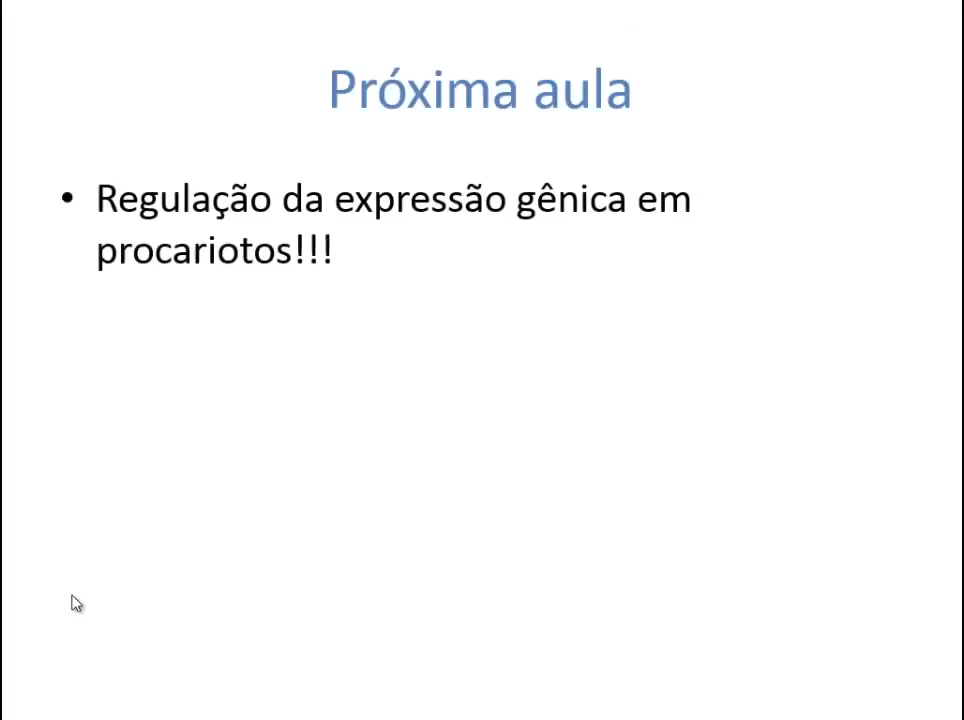 Próxima aula
• Regulação da expressão gênica em
procariotos!!!